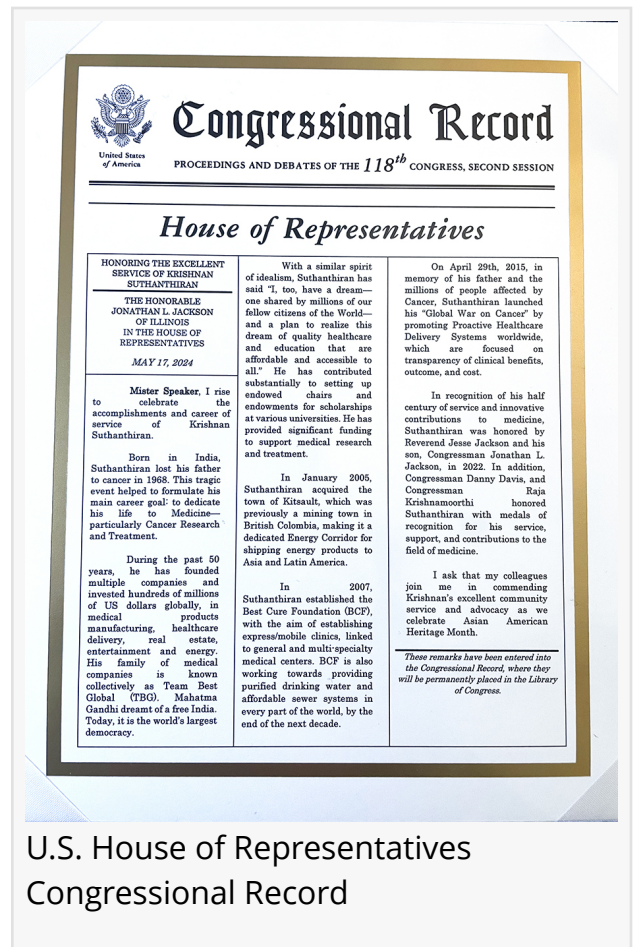 Congressional Record
United States
of America
PROCEEDINGS AND DEBATES OF THE 118th CONGRESS, SECOND SESSION
House of Representatives
HONORING THE EXCELLENT
SERVICE OF KRISHNAN
SUTHANTHIRAN
THE HONORABLE
JONATHAN L. JACKSON
OF ILLINOIS
IN THE HOUSE OF
REPRESENTATIVES
MAY 17, 2024
Mister Speaker, I rise
to celebrate the
accomplishments and career of
service of Krishnan
Suthanthiran.
Born in India,
Suthanthiran lost his father
to cancer in 1968. This tragic
event helped to formulate his
main career goal: to dedicate
his life to Medicine—
particularly Cancer Research
and Treatment.
During the past 50
years, he has founded
multiple companies and
invested hundreds of millions
of US dollars globally, in
medical products
manufacturing, healthcare
delivery, real estate,
entertainment and energy.
His family of medical
companies is known
collectively as Team Best
Global (TBG). Mahatma
Gandhi dreamt of a free India.
Today, it is the world's largest
democracy.
With a similar spirit
of idealism, Suthanthiran has
said "I, too, have a dream—
one shared by millions of our
fellow citizens of the World—
and a plan to realize this
dream of quality healthcare
and education that are
affordable and accessible to
all." He has contributed
substantially to setting up
endowed chairs and
endowments for scholarships
at various universities. He has
provided significant funding
to support medical research
and treatment.
In January 2005,
Suthanthiran acquired the
town of Kitsault, which was
previously a mining town in
British Colombia, making it a
dedicated Energy Corridor for
shipping energy products to
Asia and Latin America.
In 2007,
Suthanthiran established the
Best Cure Foundation (BCF),
with the aim of establishing
express/mobile clinics, linked
to general and multi-specialty
medical centers. BCF is also
working towards providing
purified drinking water and
affordable sewer systems in
every part of the world, by the
end of the next decade.
On April 29th, 2015, in
memory of his father and the
millions of people affected by
Cancer, Suthanthiran launched
his "Global War on Cancer" by
promoting Proactive Healthcare
Delivery Systems worldwide,
which are focused on
transparency of clinical benefits,
outcome, and cost.
In recognition of his half
century of service and innovative
contributions to medicine,
Suthanthiran was honored by
Reverend Jesse Jackson and his
son, Congressman Jonathan L.
Jackson, in 2022. In addition,
Congressman Danny Davis, and
Congressman Raja
Krishnamoorthi honored
Suthanthiran with medals of
recognition for his service,
support, and contributions to the
field of medicine.
I ask that my colleagues
join me in commending
Krishnan's excellent community
service and advocacy as we
celebrate Asian American
Heritage Month.
These remarks have been entered into
the Congressional Record, where they
will be permanently placed in the Library
of Congress.
U.S. House of Representatives
Congressional Record